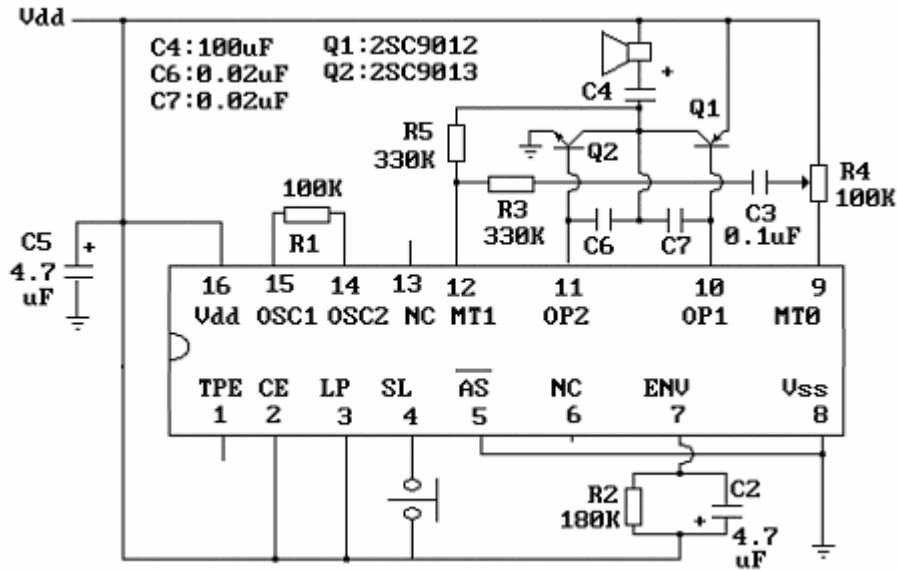 Vdd
C4:100uF Q1:2SC9012
C6:0.02uF Q2:2SC9013
C7:0.02uF
C4
Q1
R5
330K
Q2
R4
100K
100K
R1
R3
330K
C6
C7
C3
0.1uF
C5
4.7
uF
16 15 14 13 12 11 10 9
Vdd OSC1 OSC2 NC MT1 OP2 OP1 MT0
TPE CE LP SL AS NC ENV Vss
1 2 3 4 5 6 7 8
R2
180K
C2
4.7
uF